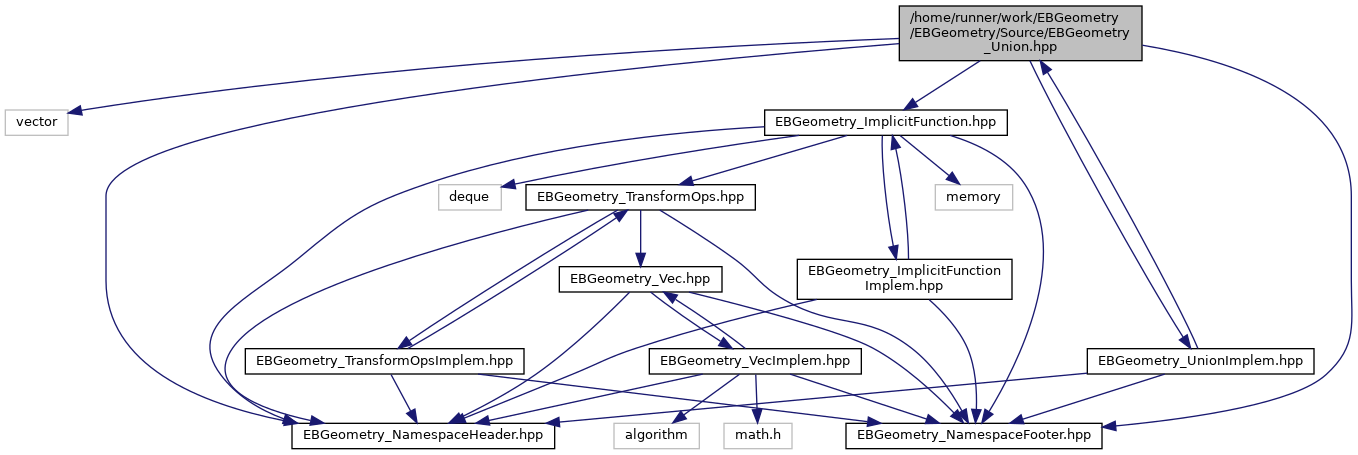 /home/runner/work/EBGeometry
/EBGeometry/Source/EBGeometry
_Union.hpp
vector
EBGeometry_ImplicitFunction.hpp
deque
EBGeometry_TransformOps.hpp
memory
EBGeometry_Vec.hpp
EBGeometry_ImplicitFunction
Implem.hpp
EBGeometry_TransformOpsImplem.hpp
EBGeometry_VecImplem.hpp
EBGeometry_UnionImplem.hpp
EBGeometry_NamespaceHeader.hpp
algorithm
math.h
EBGeometry_NamespaceFooter.hpp